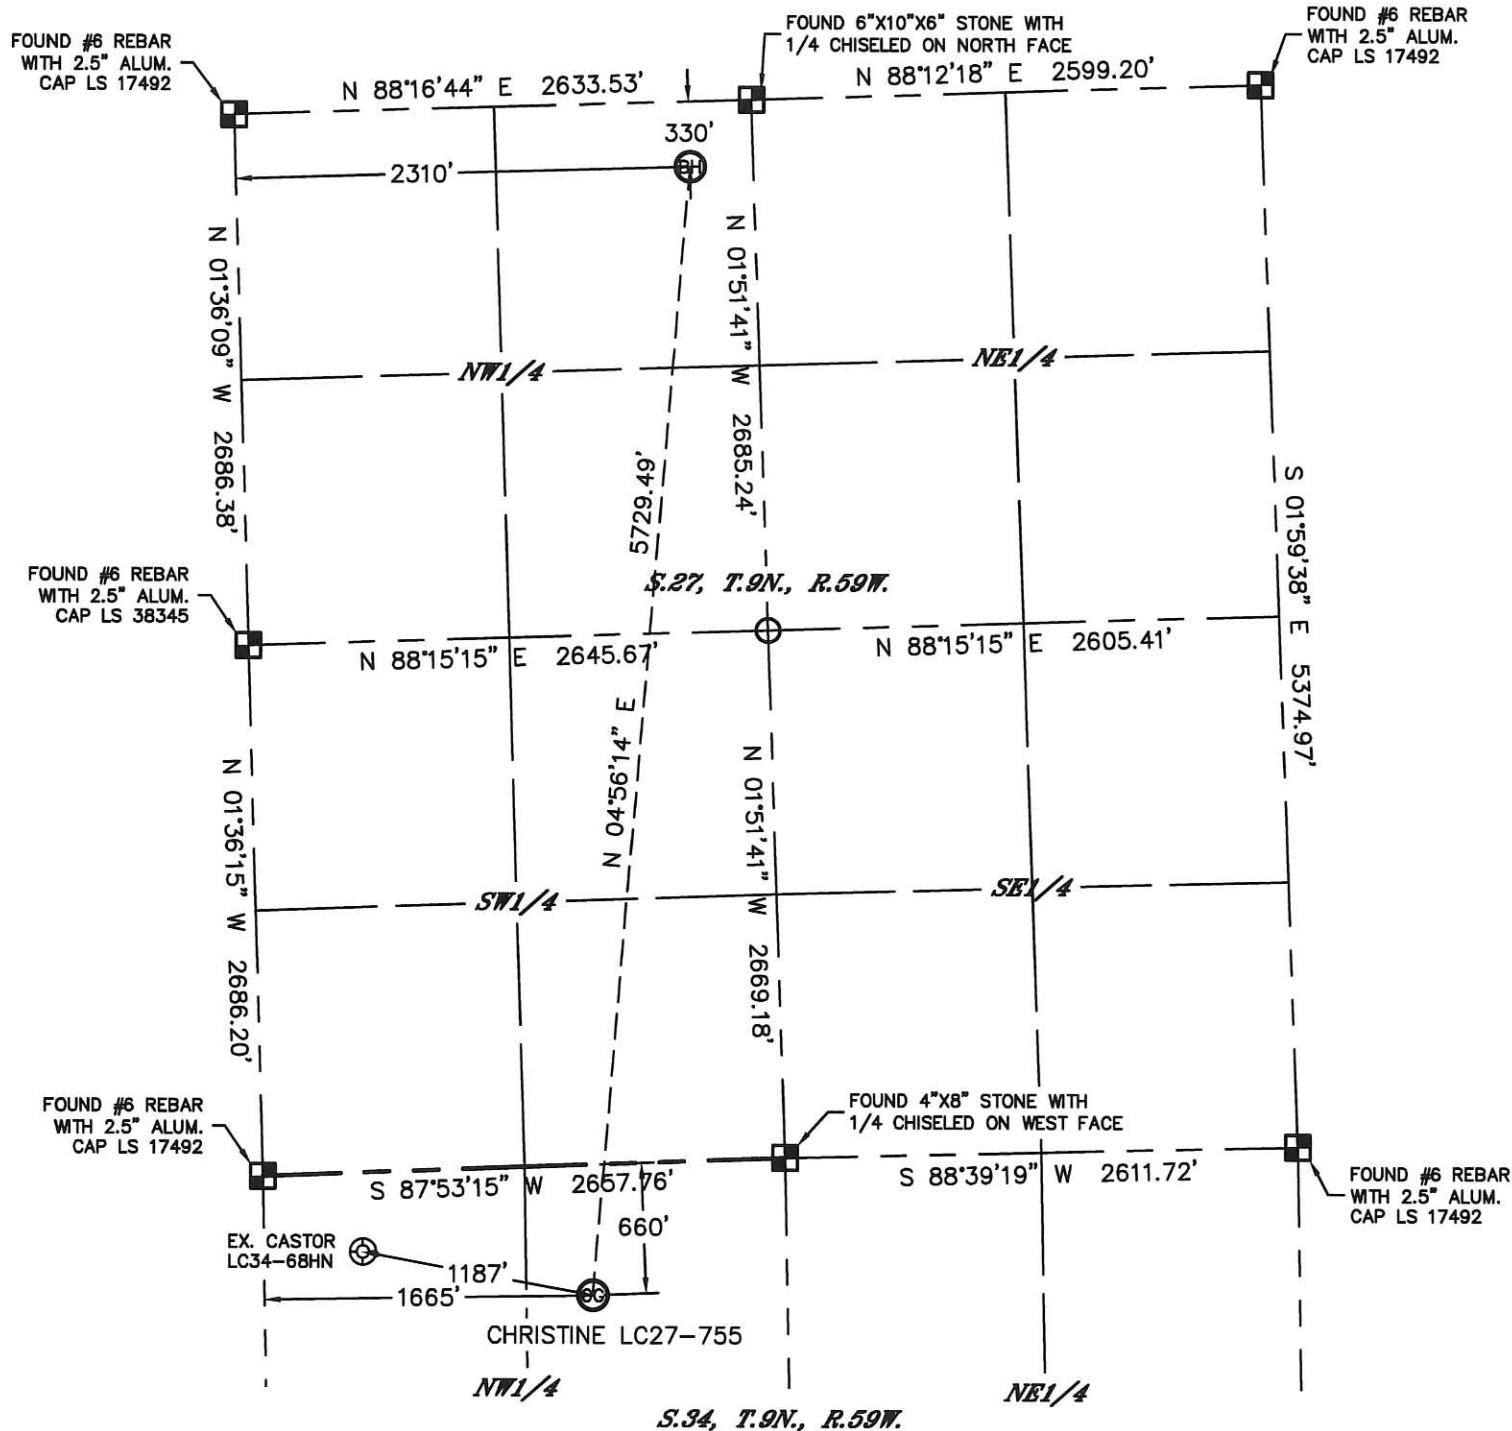 FOUND #6 REBAR
WITH 2.5" ALUM.
CAP LS 17492
FOUND 6"X10"X6" STONE WITH
1/4 CHISELED ON NORTH FACE
FOUND #6 REBAR
WITH 2.5" ALUM.
CAP LS 17492
N 88°16'44" E 2633.53'
N 88°12'18" E 2599.20'
330'
BH
2310'
N 01°36'09" W 2686.38'
N 01°51'41" W 2685.24'
NW1/4
NE1/4
5729.49'
S 01°59'38" E 5374.97'
FOUND #6 REBAR
WITH 2.5" ALUM.
CAP LS 38345
S.27, T.9N., R.59W.
N 88°15'15" E 2645.67'
N 88°15'15" E 2605.41'
N 04°56'14" E
N 01°36'15" W 2686.20'
N 01°51'41" W 2669.18'
SW1/4
SE1/4
FOUND #6 REBAR
WITH 2.5" ALUM.
CAP LS 17492
FOUND 4"X8" STONE WITH
1/4 CHISELED ON WEST FACE
S 87°53'15" W 2657.76'
S 88°39'19" W 2611.72'
FOUND #6 REBAR
WITH 2.5" ALUM.
CAP LS 17492
660'
EX. CASTOR
LC34-68HN
1187'
1665'
CHRISTINE LC27-755
NW1/4
NE1/4
S.34, T.9N., R.59W.